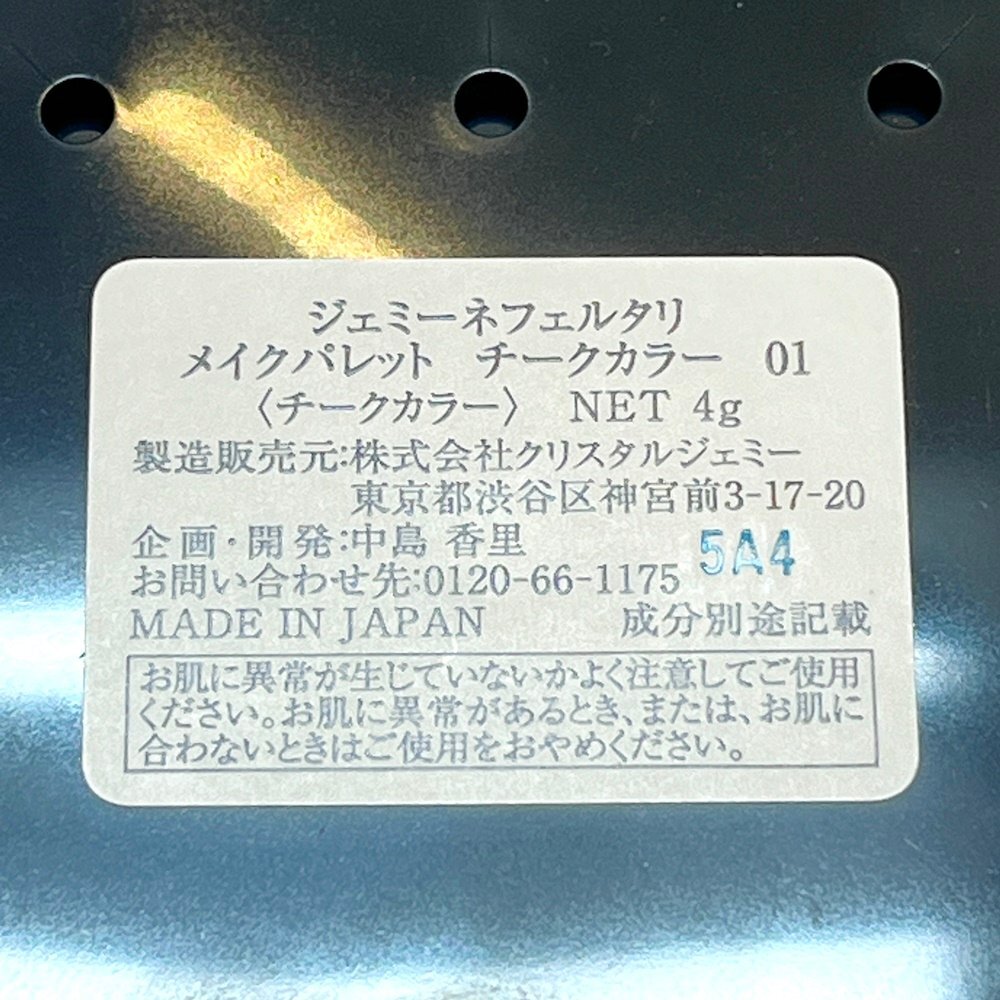 ジェミーネフェルタリ
メイクパレット　チークカラー　01
〈チークカラー〉　NET 4g
製造販売元:株式会社クリスタルジェミー
東京都渋谷区神宮前3-17-20
企画・開発:中島 香里
5A4
お問い合わせ先:0120-66-1175
MADE IN JAPAN　成分別途記載
お肌に異常が生じていないかよく注意してご使用
ください。お肌に異常があるとき、または、お肌に
合わないときはご使用をおやめください。